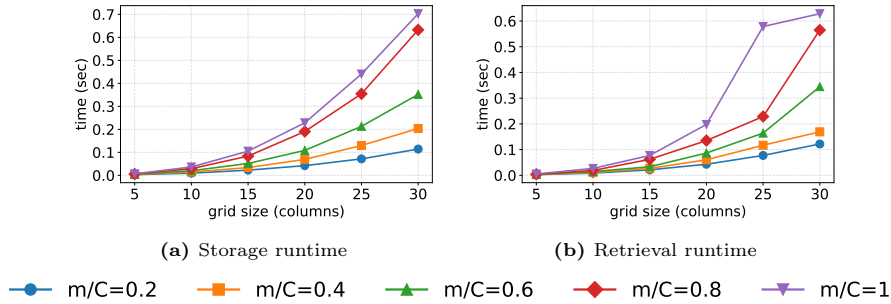 0.7
0.6
0.5
0.4
0.3
0.2
0.1
0.0
time (sec)
5 10 15 20 25 30
grid size (columns)
(a) Storage runtime
0.6
0.5
0.4
0.3
0.2
0.1
0.0
time (sec)
5 10 15 20 25 30
grid size (columns)
(b) Retrieval runtime
m/C=0.2 m/C=0.4 m/C=0.6 m/C=0.8 m/C=1